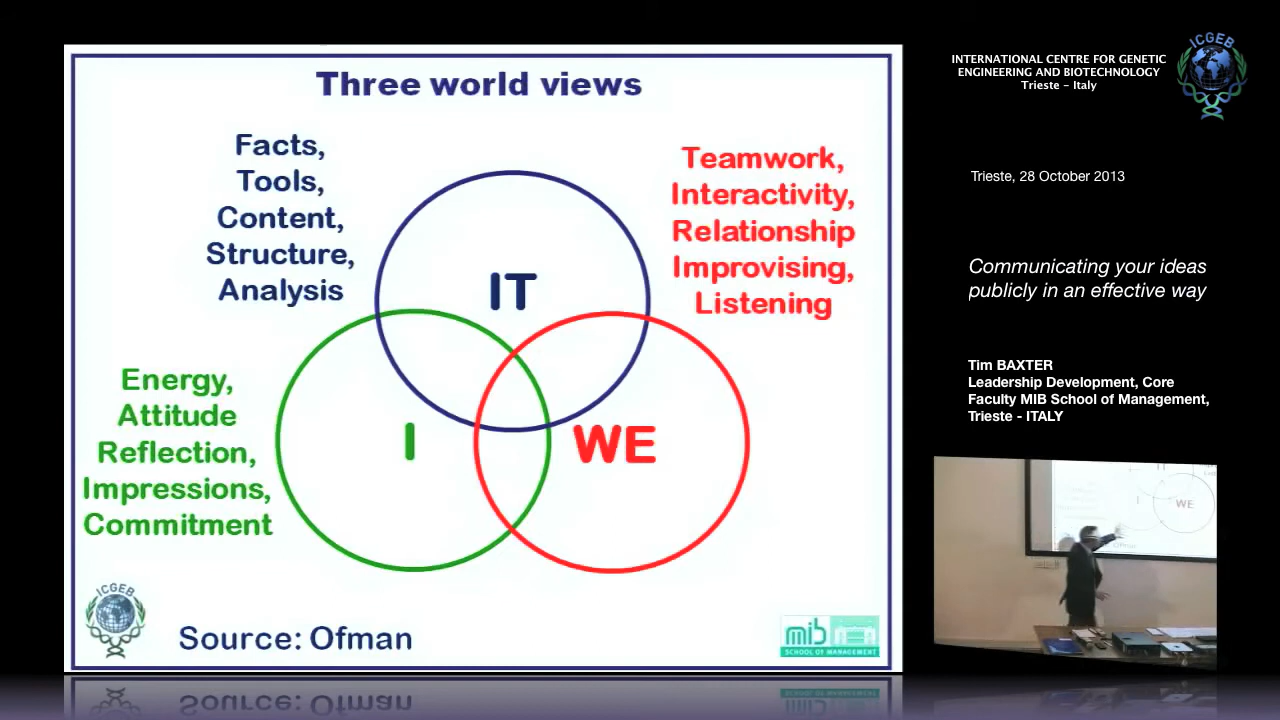 Three world views
Facts,
Tools,
Content,
Structure,
Analysis
Teamwork,
Interactivity,
Relationship
Improvising,
Listening
IT
Energy,
Attitude
Reflection,
Impressions,
Commitment
I
WE
ICGEB
Source: Ofman
mib
SCHOOL OF MANAGEMENT
INTERNATIONAL CENTRE FOR GENETIC
ENGINEERING AND BIOTECHNOLOGY
Trieste - Italy
ICGEB
Trieste, 28 October 2013
Communicating your ideas
publicly in an effective way
Tim BAXTER
Leadership Development, Core
Faculty MIB School of Management,
Trieste - ITALY
I
WE